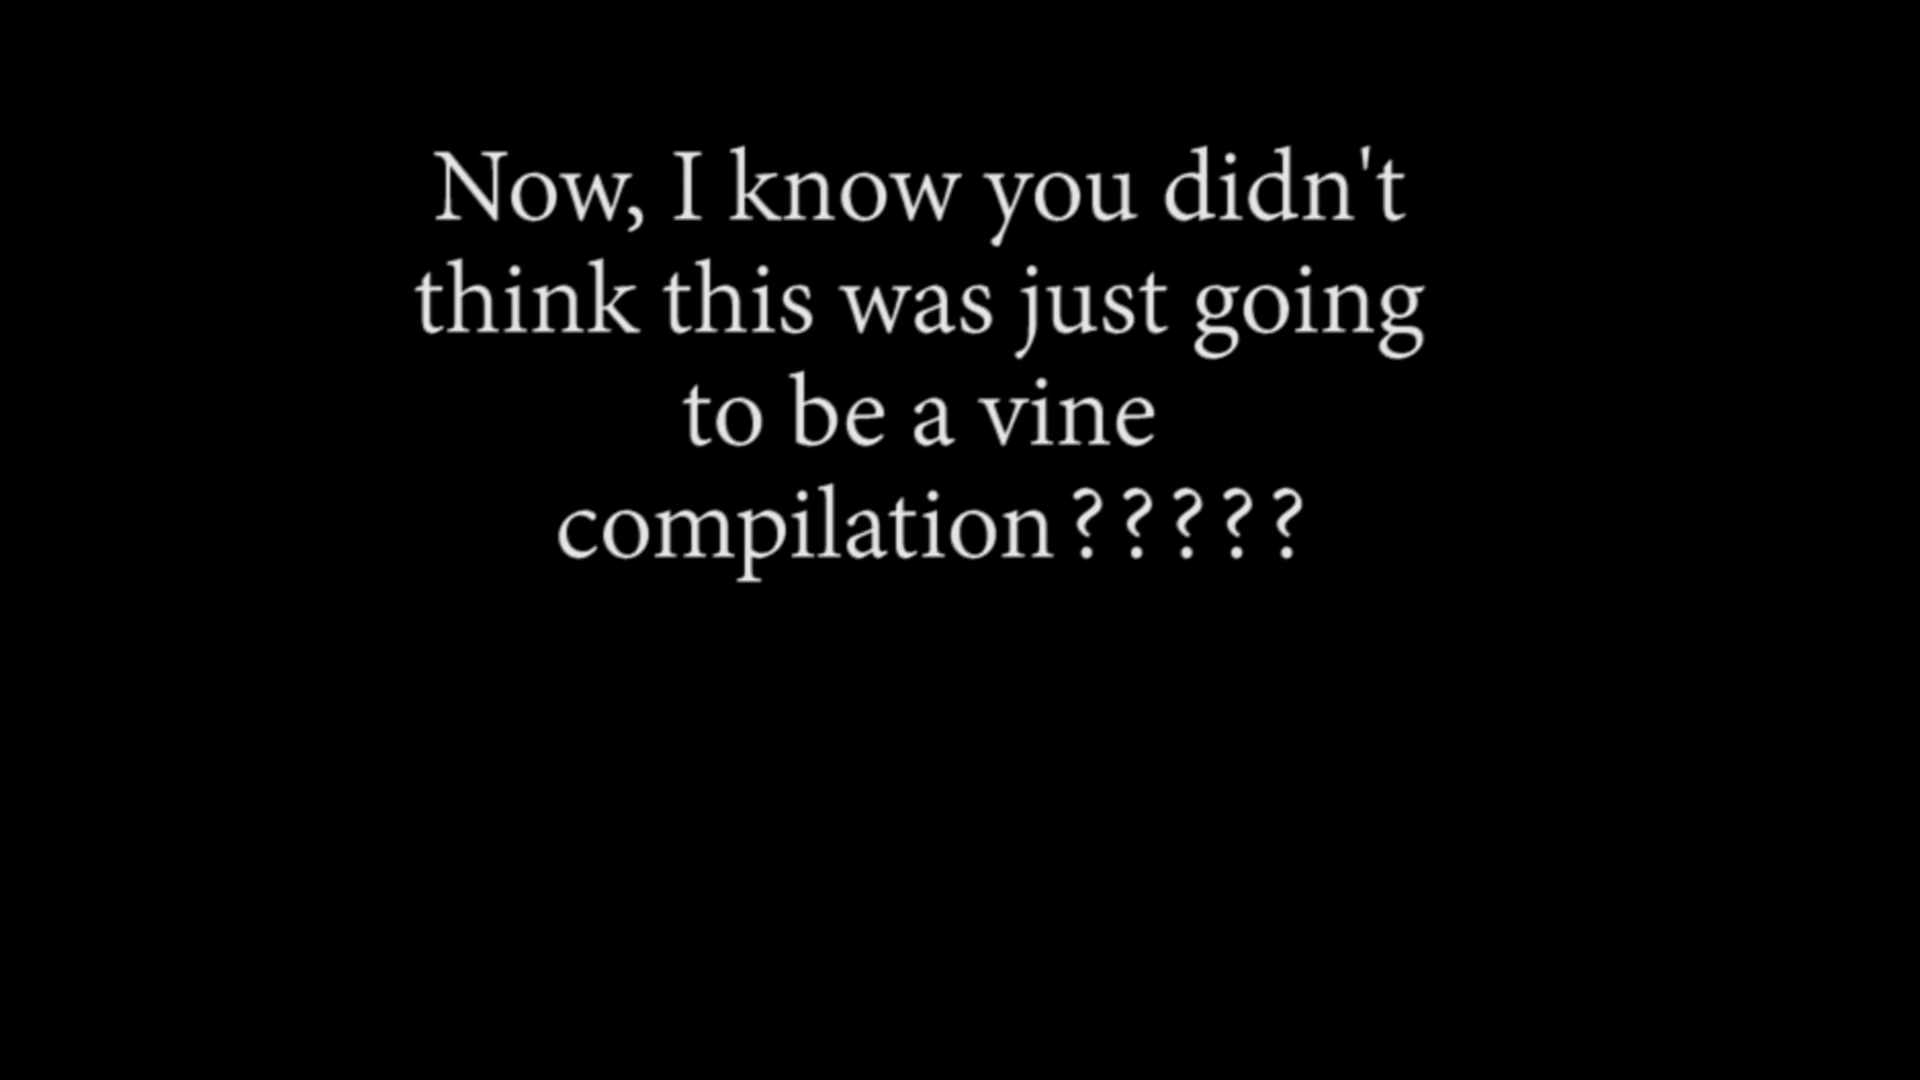 Now, I know you didn't
think this was just going
to be a vine
compilation?????